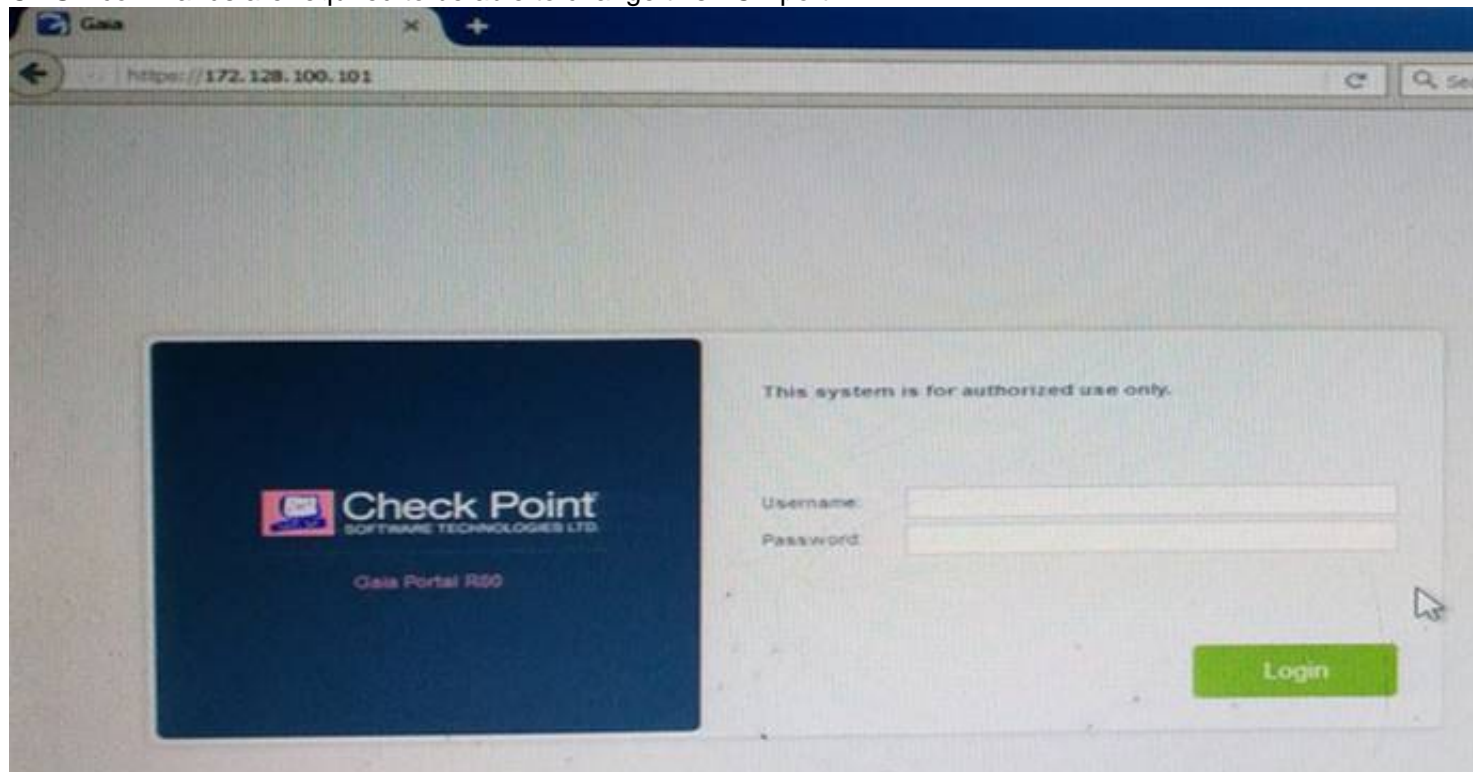 Gaia
https://172.128.100.101
This system is for authorized use only.
Check Point
SOFTWARE TECHNOLOGIES LTD.
Username:
Password:
Gaia Portal R80
Login